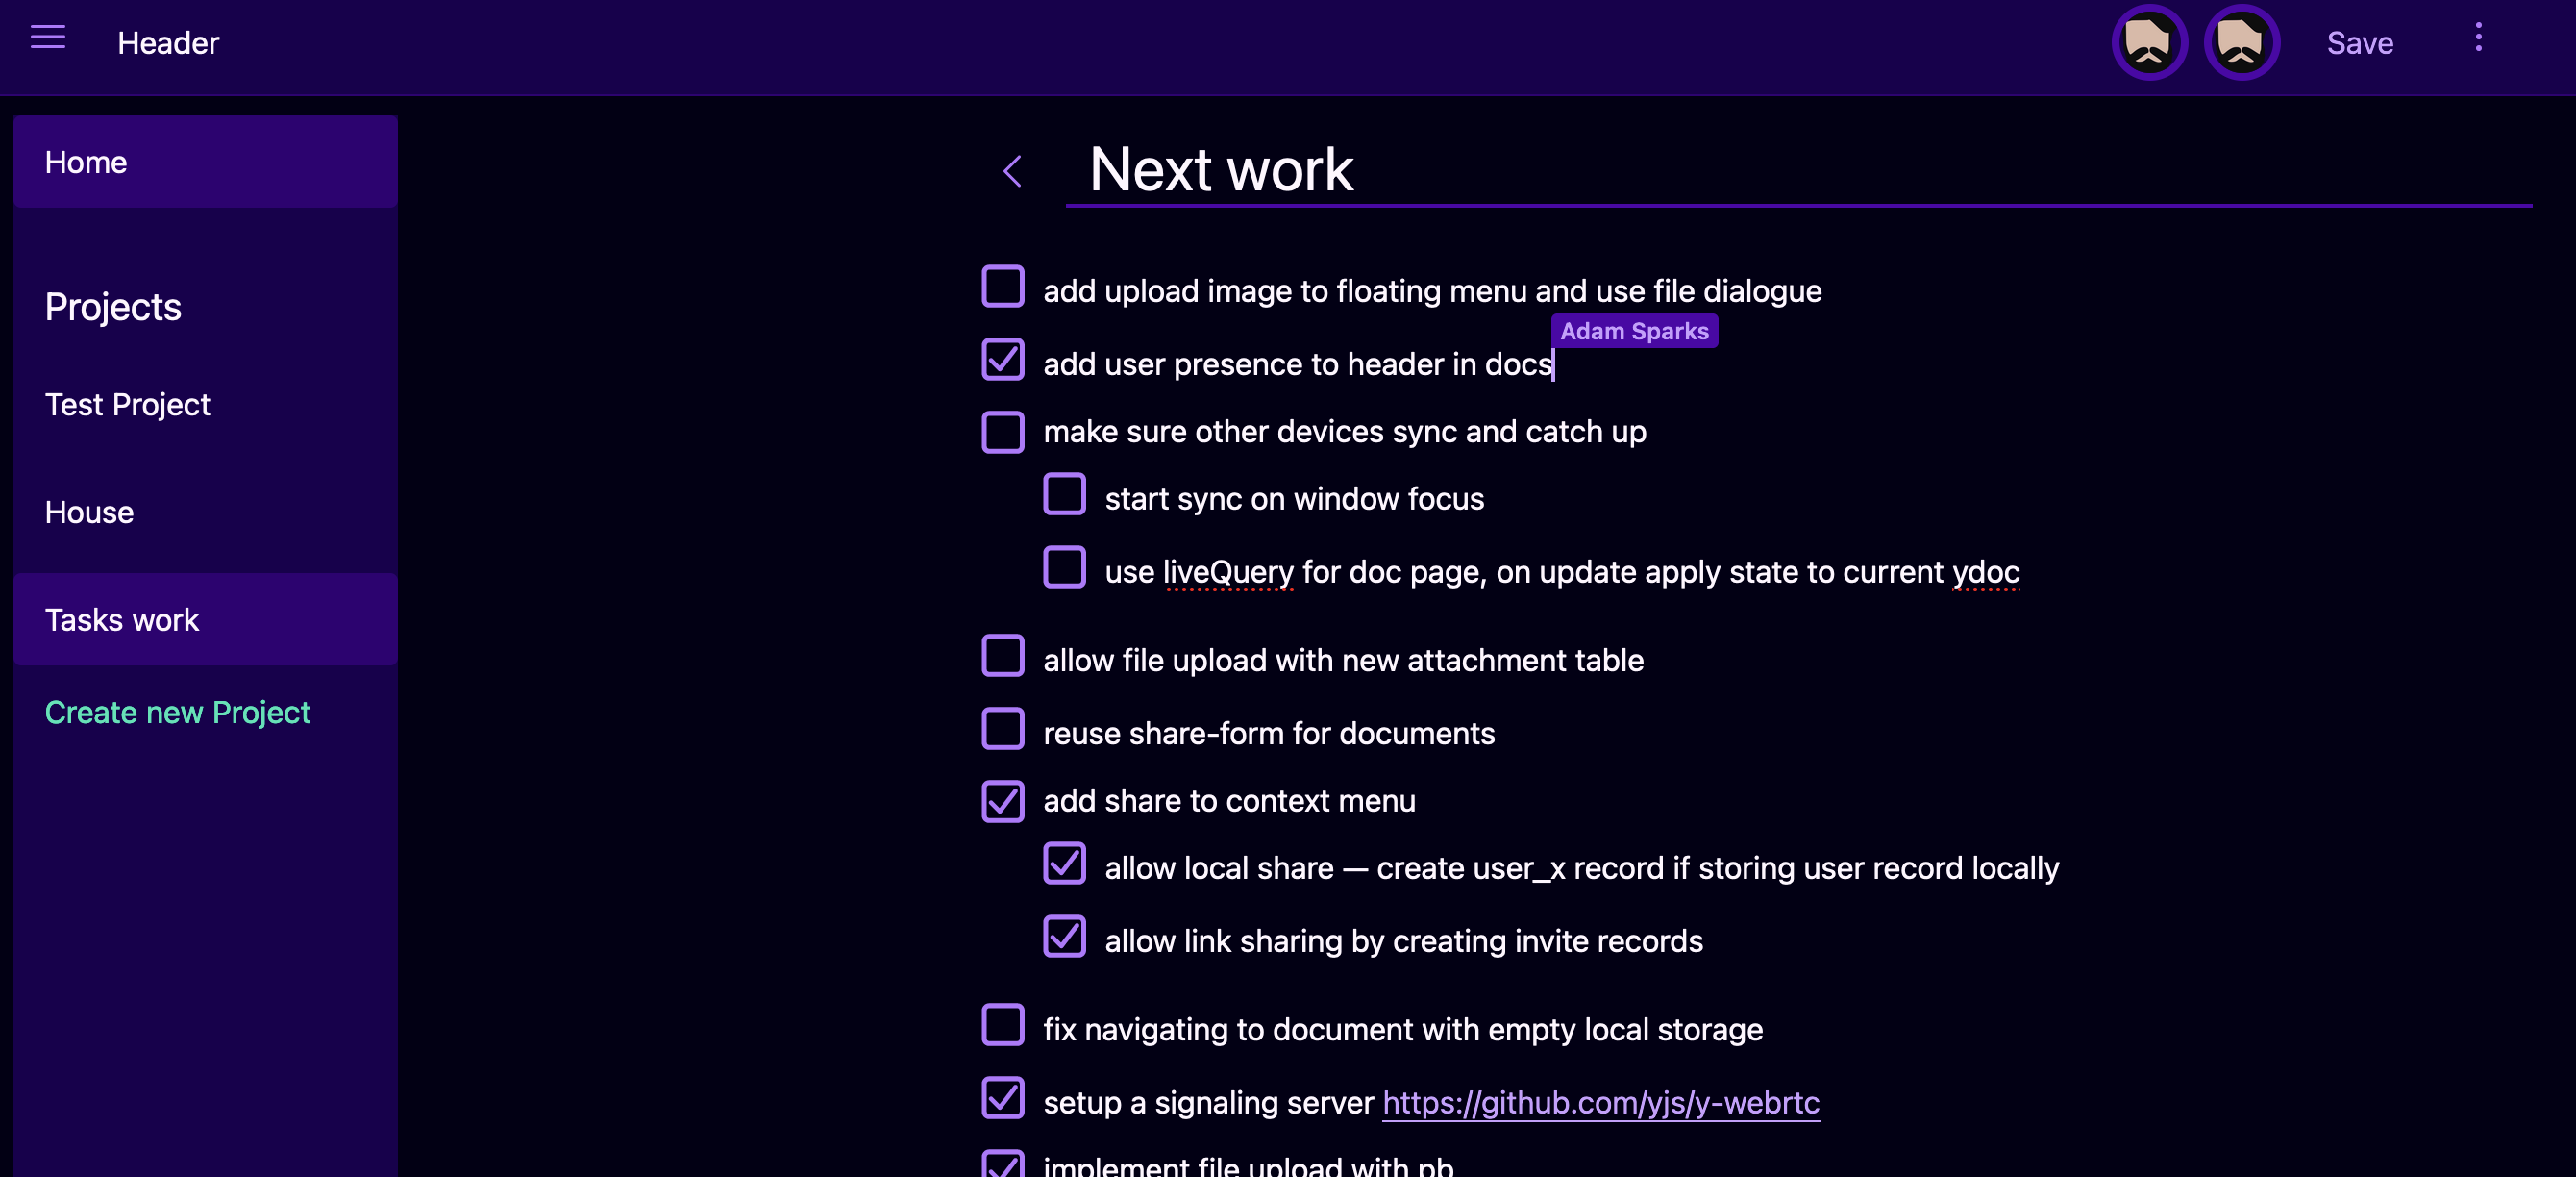 Header
Save
Home
Projects
Test Project
House
Tasks work
Create new Project
Next work
add upload image to floating menu and use file dialogue
Adam Sparks
add user presence to header in docs
make sure other devices sync and catch up
start sync on window focus
use liveQuery for doc page, on update apply state to current ydoc
allow file upload with new attachment table
reuse share-form for documents
add share to context menu
allow local share — create user_x record if storing user record locally
allow link sharing by creating invite records
fix navigating to document with empty local storage
setup a signaling server https://github.com/yjs/y-webrtc
implement file upload with pb